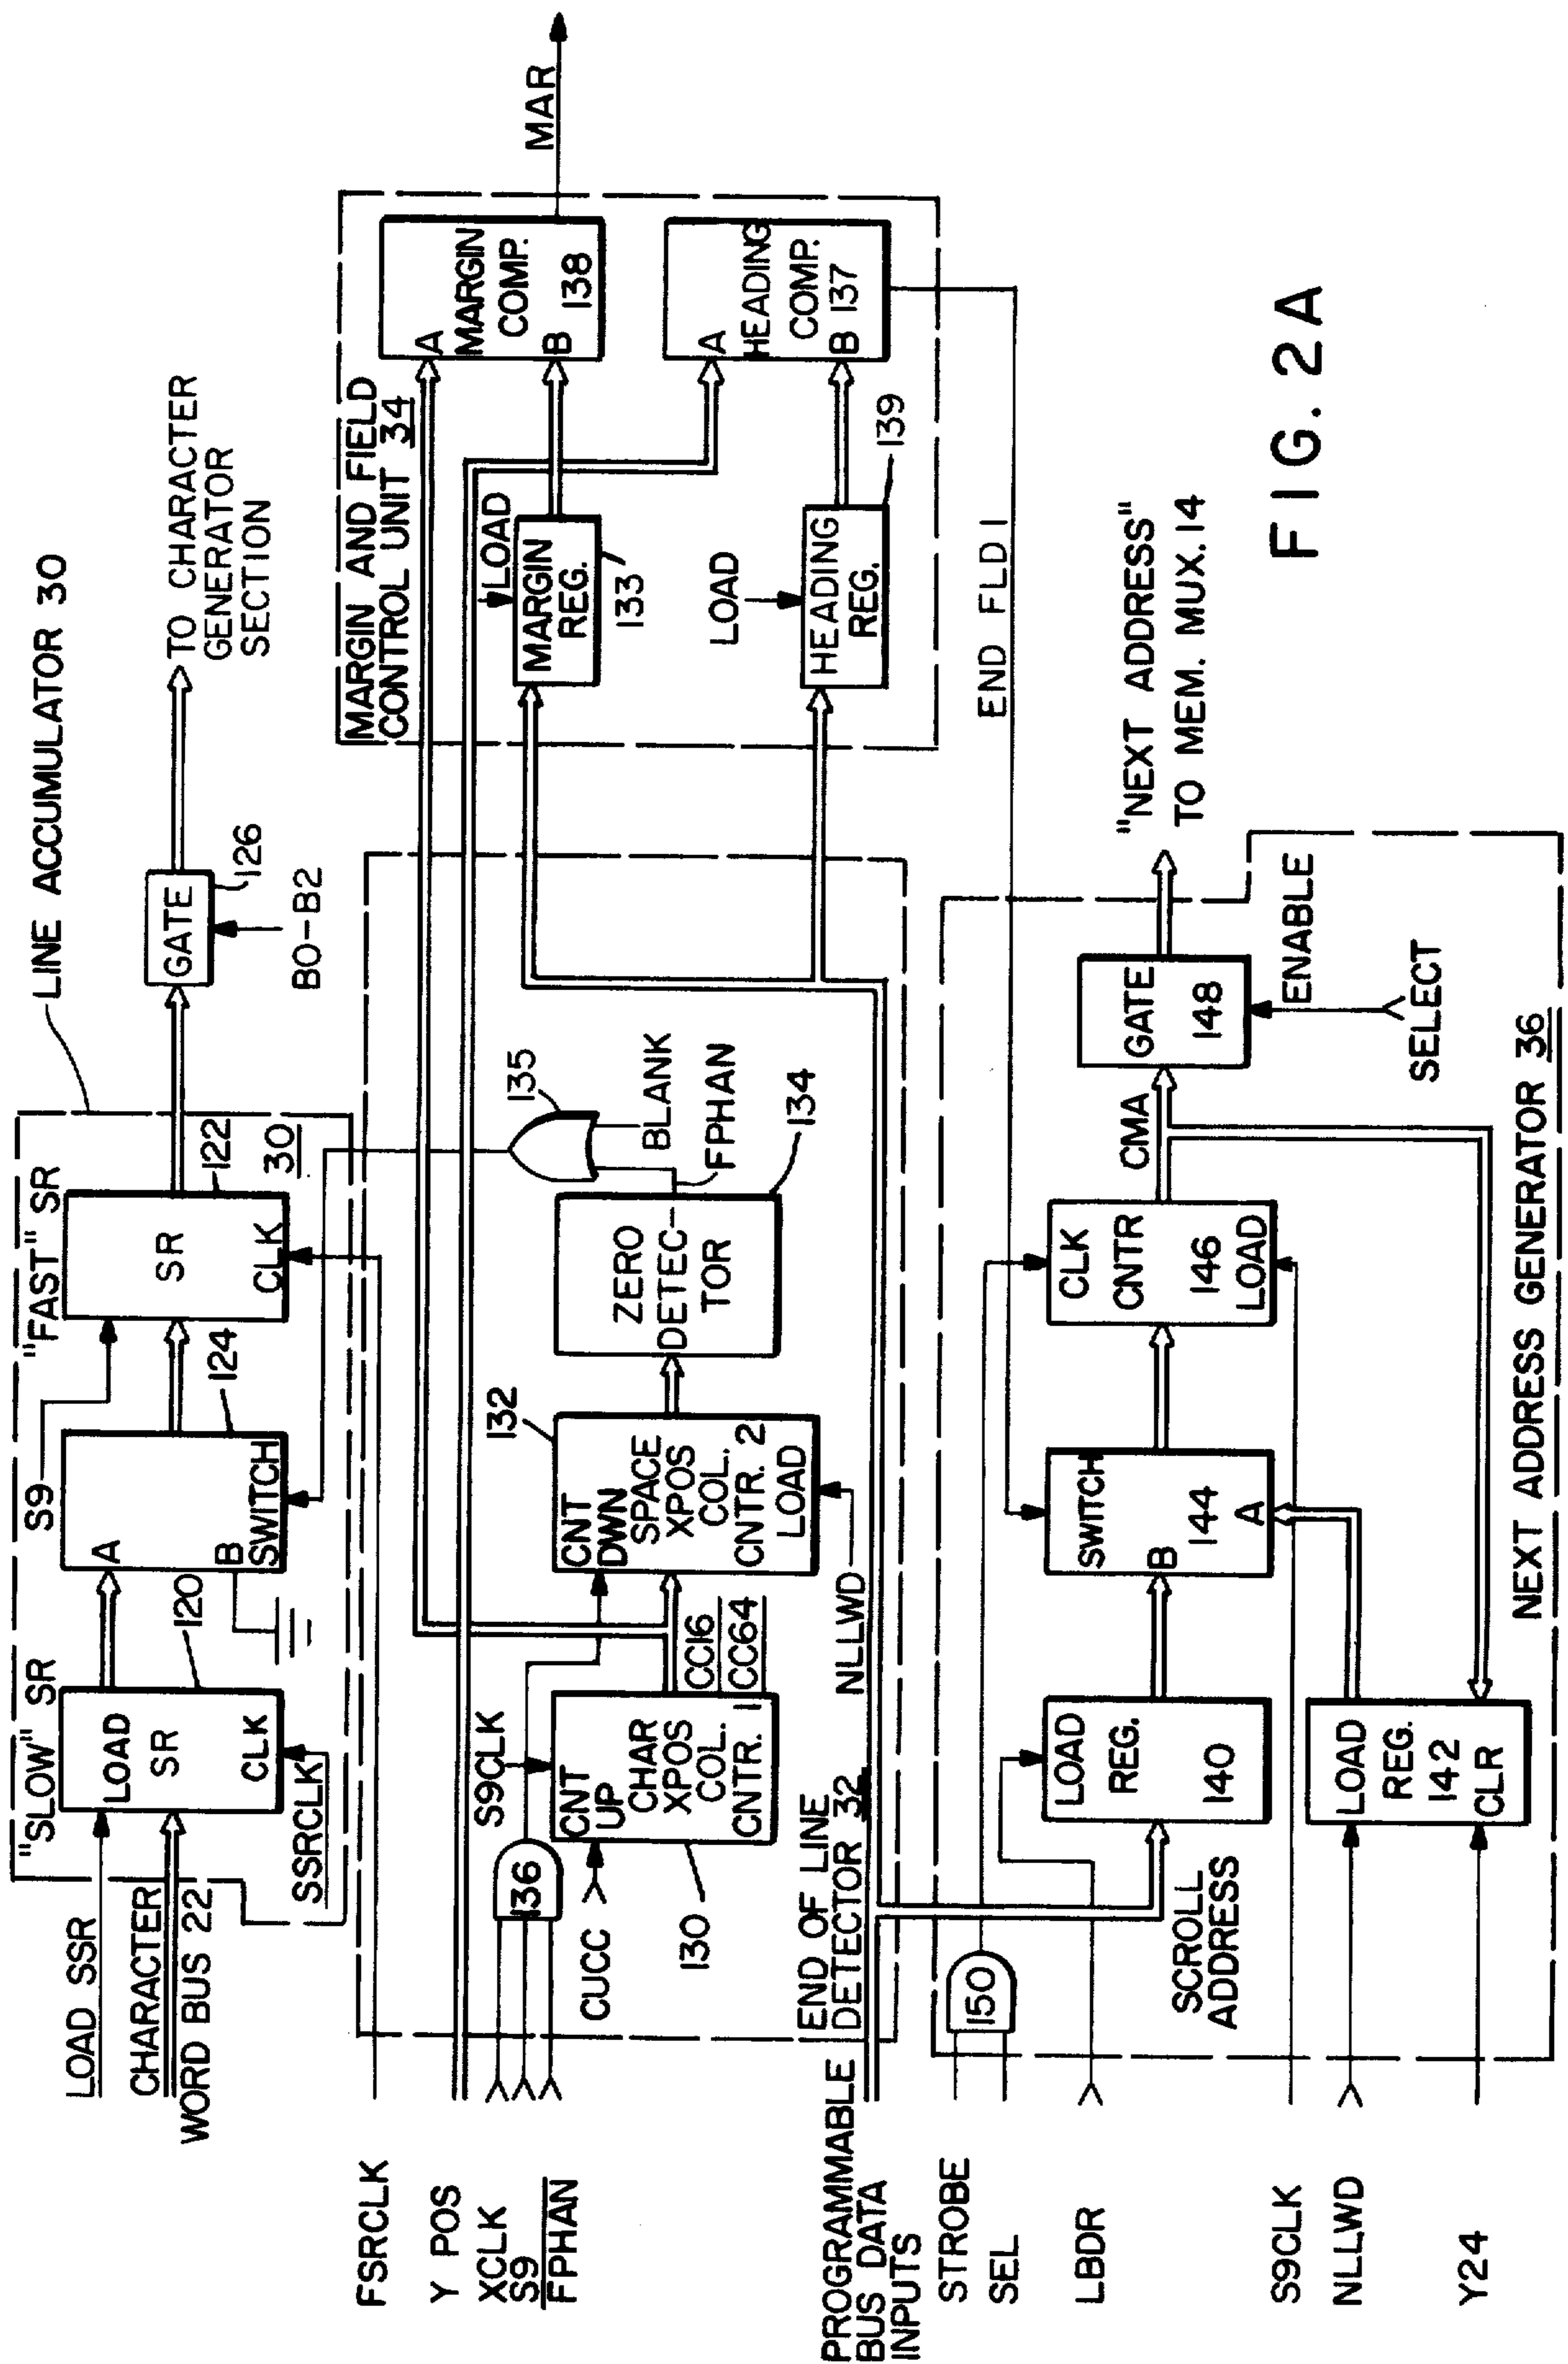 LINE ACCUMULATOR 30
"SLOW" SR
"FAST" SR
S9
LOAD SSR
CHARACTER
WORD BUS 22
LOAD
SR
CLK
120
SSRCLK
A
B
SWITCH
124
SR
CLK
122
30
GATE
126
B0-B2
TO CHARACTER
GENERATOR
SECTION
FSRCLK
Y POS
XCLK
S9
FPHAN
136
S9CLK
CUCC
CNT
UP
CHAR
XPOS
COL.
CNTR. 1
130
CC16
CC64
CNT
DWN
SPACE
XPOS
COL.
CNTR. 2
LOAD
132
NLLWD
ZERO
DETEC-
TOR
134
135
BLANK
FPHAN
END OF LINE
DETECTOR 32
PROGRAMMABLE
BUS DATA
INPUTS
MARGIN AND FIELD
CONTROL UNIT 34
LOAD
MARGIN
REG.
133
LOAD
HEADING
REG.
139
A
MARGIN
COMP.
B 138
A
HEADING
COMP.
B 137
MAR
END FLD 1
STROBE
SEL
150
LBDR
SCROLL
ADDRESS
S9CLK
NLLWD
Y24
LOAD
REG.
140
LOAD
REG.
142
CLR
SWITCH
B 144
A
CLK
CNTR
146
LOAD
CMA
GATE
148
ENABLE
SELECT
"NEXT ADDRESS"
TO MEM. MUX. 14
NEXT ADDRESS GENERATOR 36
FIG. 2A